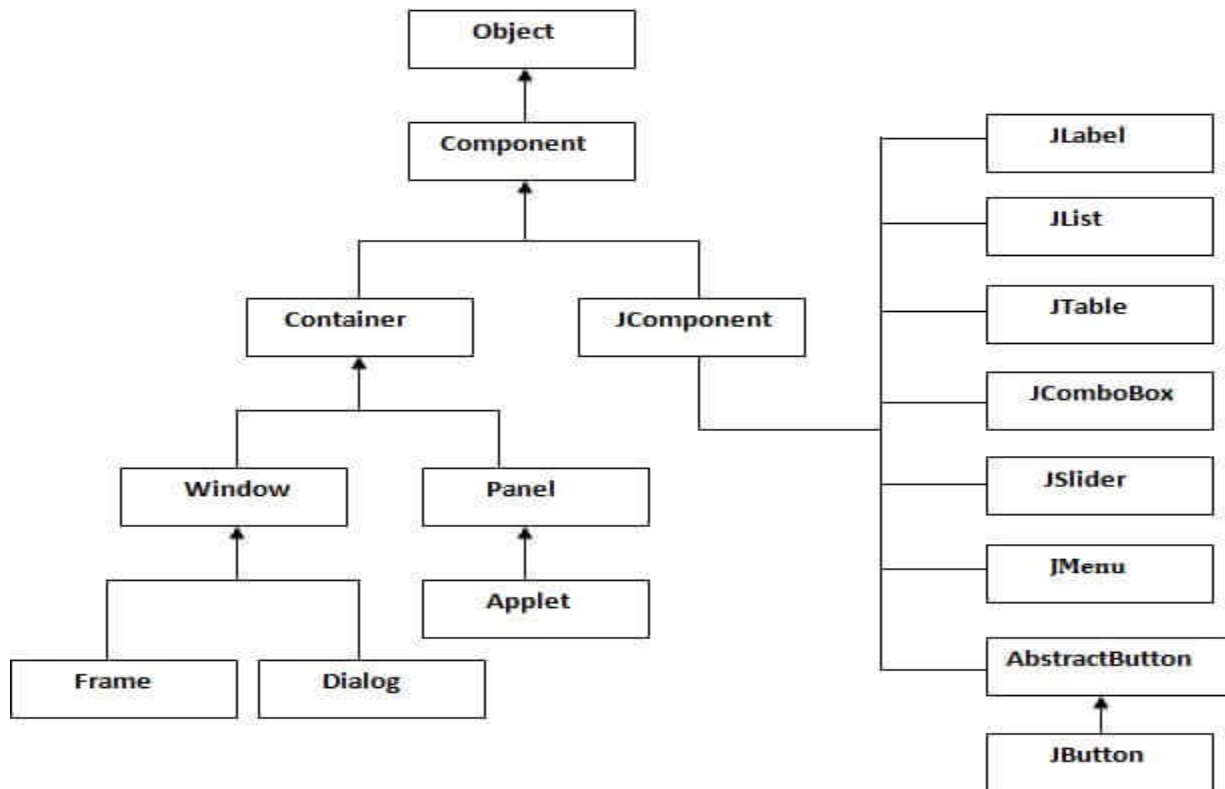 Object
Component
Container
JComponent
Window
Panel
Applet
Frame
Dialog
JLabel
JList
JTable
JComboBox
JSlider
JMenu
AbstractButton
JButton